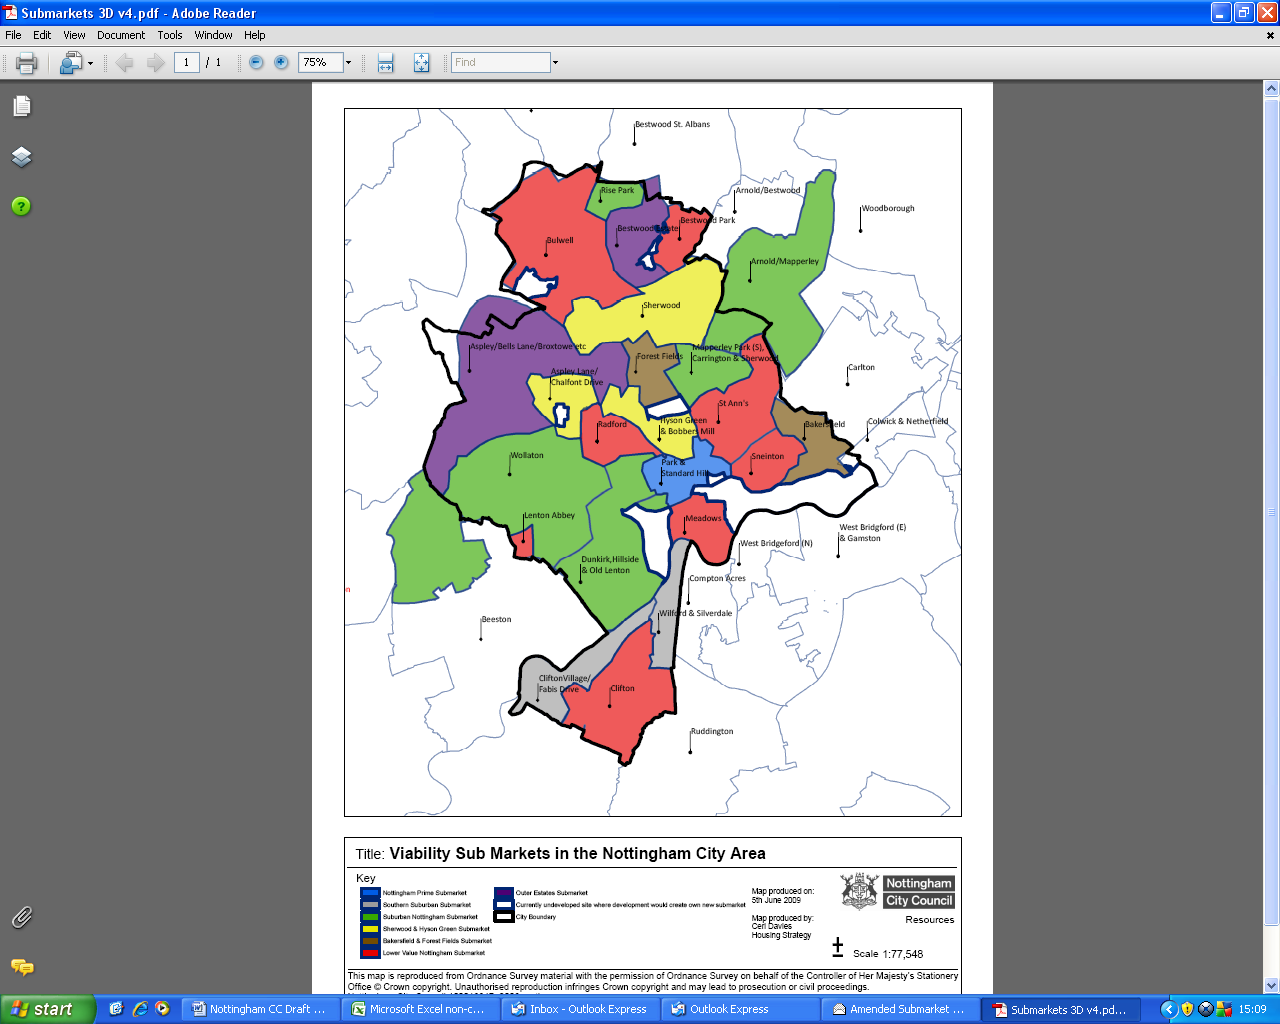 Submarkets 3D v4.pdf - Adobe Reader
File Edit View Document Tools Window Help
1 / 1 75% Find
Bestwood St. Albans
Rise Park
Arnold/Bestwood
Woodborough
Bestwood Park
Bestwood Estate
Bulwell
Arnold/Mapperley
Sherwood
Aspley/Bells Lane/Broxtowe etc
Forest Fields
Mapperley Park (S),
Carrington & Sherwood
Aspley Lane/
Chalfont Drive
Carlton
St Ann's
Radford
Hyson Green
& Bobbers Mill
Bakersfield
Colwick & Netherfield
Wollaton
Park &
Standard Hill
Sneinton
Lenton Abbey
Meadows
West Bridgford (E)
& Gamston
West Bridgeford (N)
Dunkirk,Hillside
& Old Lenton
Compton Acres
n
Beeston
Wilford & Silverdale
CliftonVillage/
Fabis Drive
Clifton
Ruddington
Title: Viability Sub Markets in the Nottingham City Area
Key
Nottingham Prime Submarket
Southern Suburban Submarket
Suburban Nottingham Submarket
Sherwood & Hyson Green Submarket
Bakersfield & Forest Fields Submarket
Lower Value Nottingham Submarket
Outer Estates Submarket
Currently undeveloped site where development would create own new submarket
City Boundary
Map produced on:
5th June 2009
Map produced by:
Ceri Davies
Housing Strategy
Nottingham
City Council
Resources
Scale 1:77,548
This map is reproduced from Ordnance Survey material with the permission of Ordnance Survey on behalf of the Controller of Her Majesty's Stationery
Office © Crown copyright. Unauthorised reproduction infringes Crown copyright and may lead to prosecution or civil proceedings.
start
Nottingham CC Draft ...
Microsoft Excel non-c...
Inbox - Outlook Express
Outlook Express
Amended Submarket ...
Submarkets 3D v4.pd...
15:09